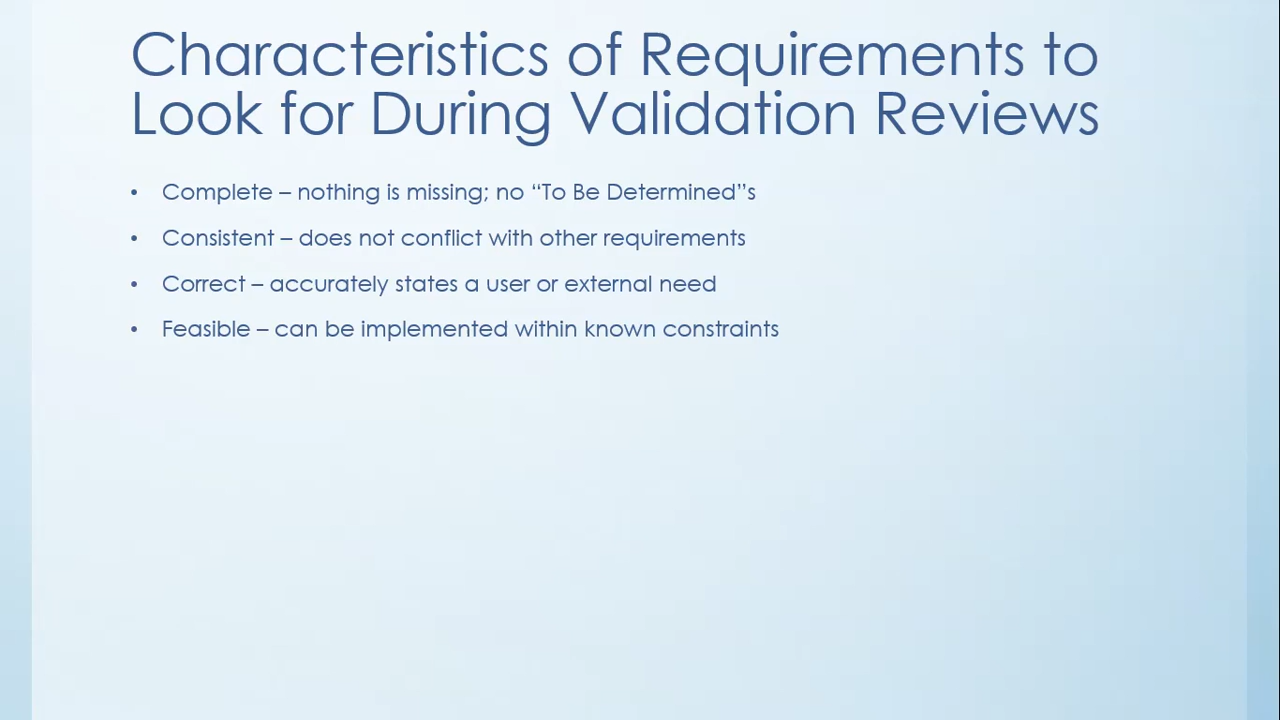 Characteristics of Requirements to
Look for During Validation Reviews
• Complete – nothing is missing; no “To Be Determined”s
• Consistent – does not conflict with other requirements
• Correct – accurately states a user or external need
• Feasible – can be implemented within known constraints